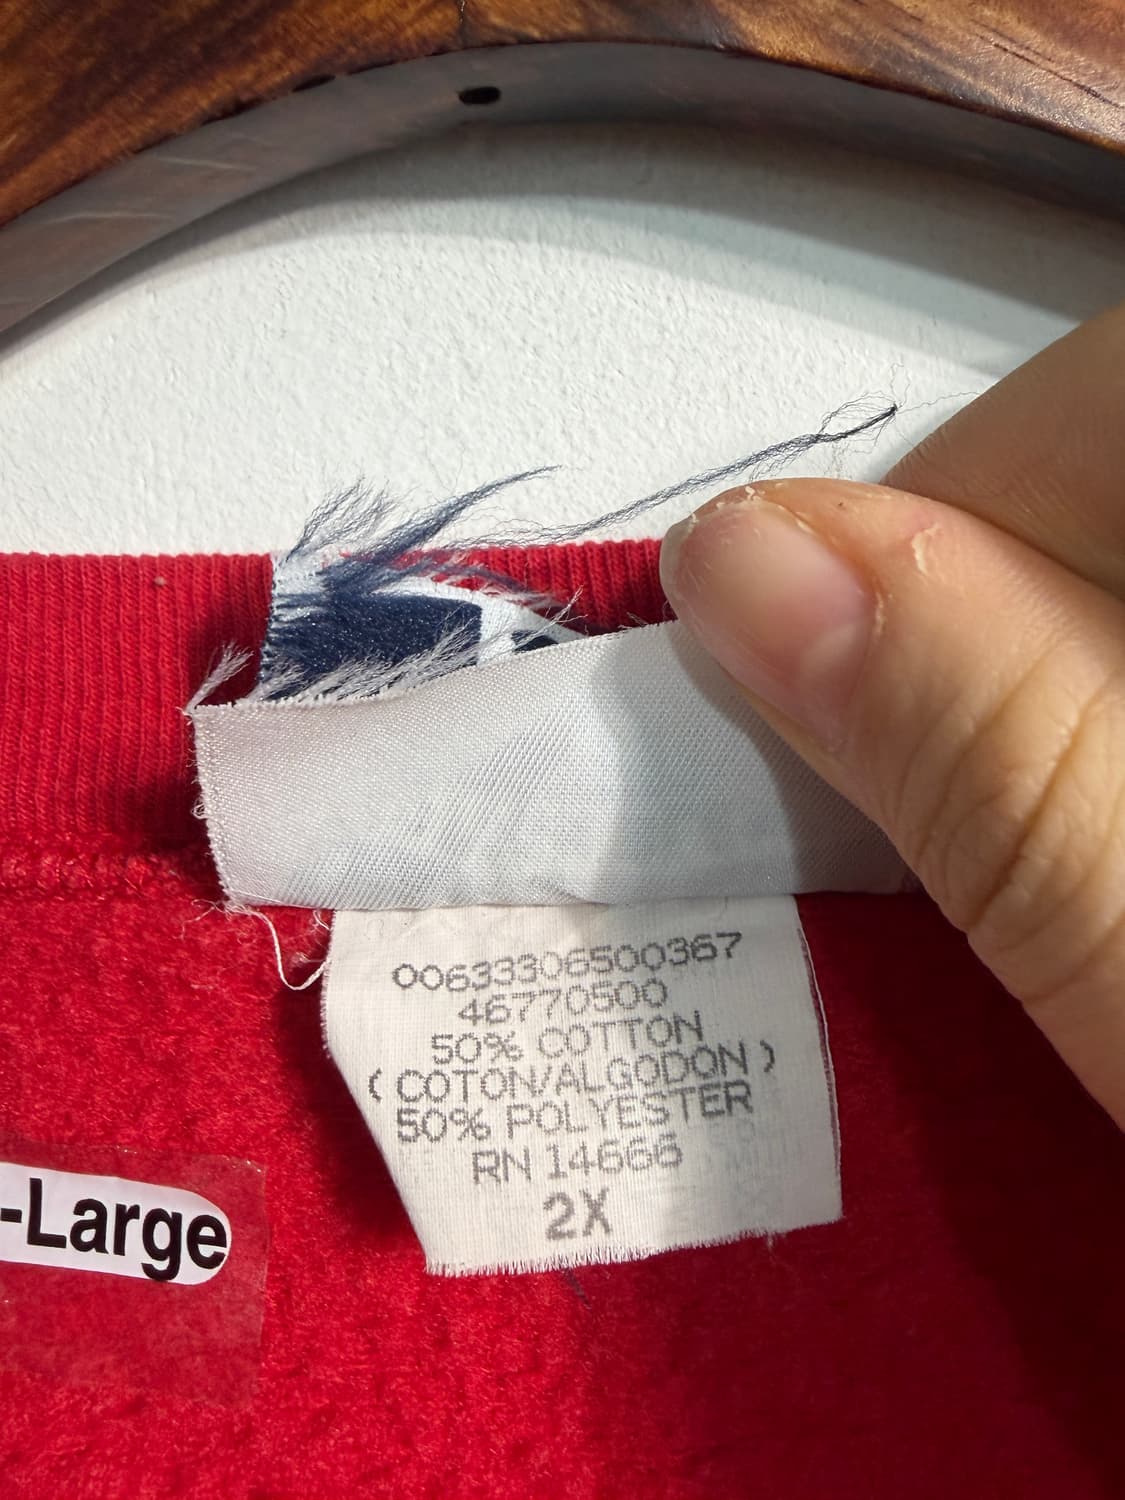 00633306500367
46770500
50% COTTON
( COTON/ALGODON )
50% POLYESTER
RN 14666
2X
-Large